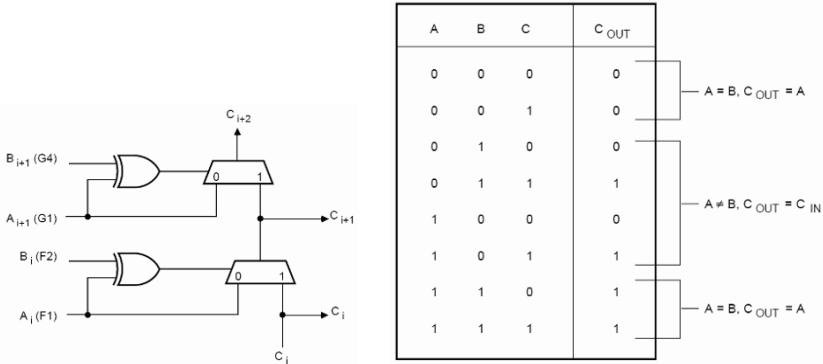 C i+2
B i+1 (G4)
0 1
A i+1 (G1)
C i+1
B i (F2)
0 1
A i (F1)
C i
C i
A B C C OUT
0 0 0 0
0 0 1 0
A = B, C OUT = A
0 1 0 0
0 1 1 1
A ≠ B, C OUT = C IN
1 0 0 0
1 0 1 1
1 1 0 1
A = B, C OUT = A
1 1 1 1